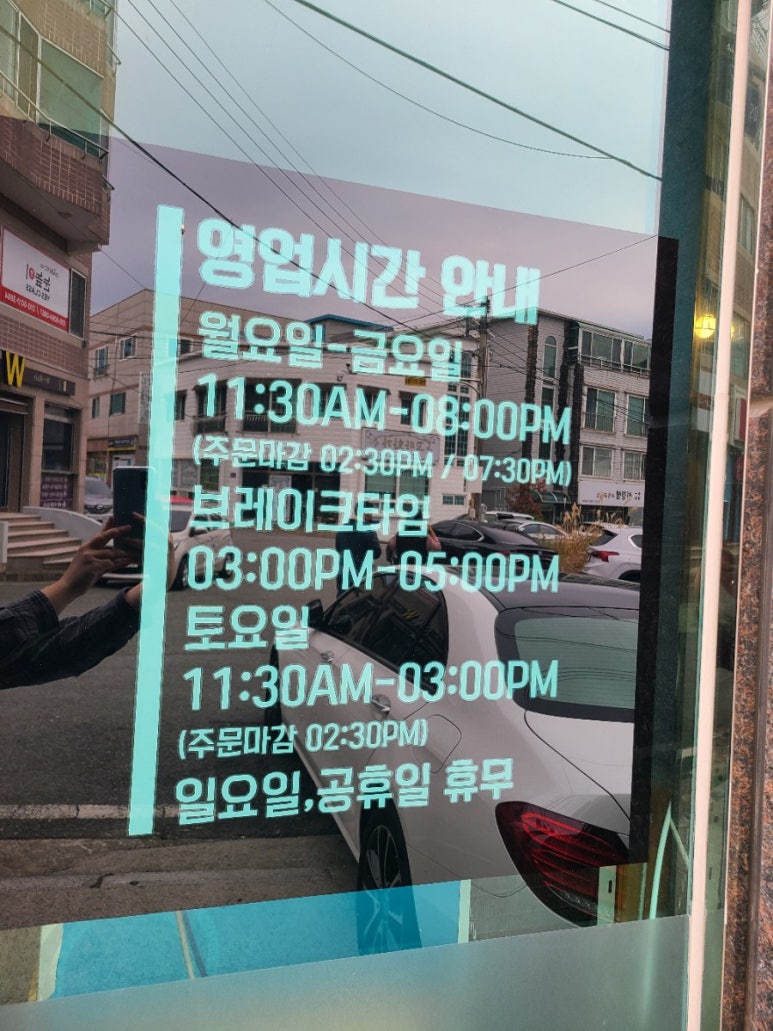 영업시간 안내
월요일-금요일
11:30AM-08:00PM
(주문마감 02:30PM / 07:30PM)
브레이크타임
03:00PM-05:00PM
토요일
11:30AM-03:00PM
(주문마감 02:30PM)
일요일,공휴일 휴무
W